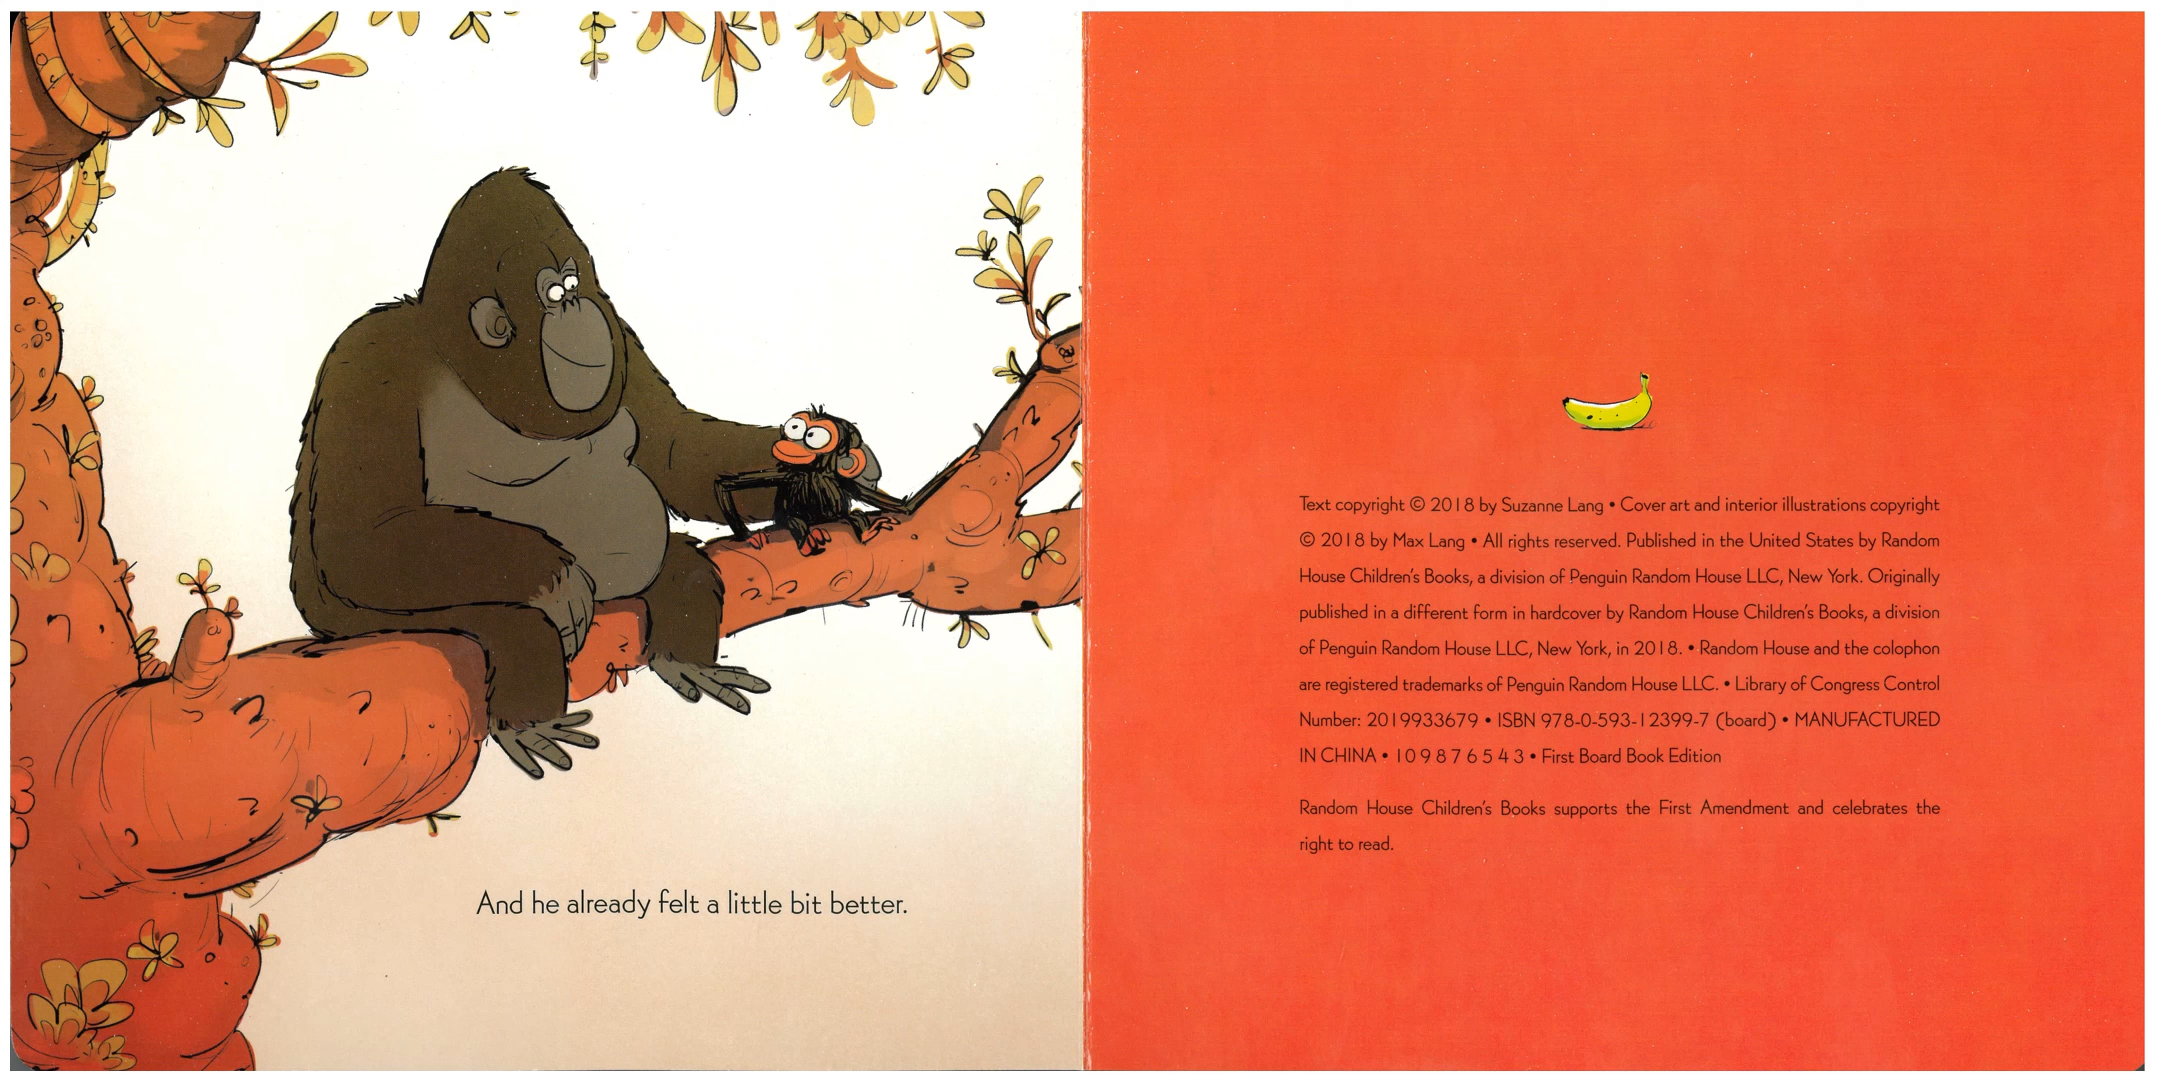 And he already felt a little bit better.
Text copyright © 2018 by Suzanne Lang • Cover art and interior illustrations copyright
© 2018 by Max Lang • All rights reserved. Published in the United States by Random
House Children's Books, a division of Penguin Random House LLC, New York. Originally
published in a different form in hardcover by Random House Children's Books, a division
of Penguin Random House LLC, New York, in 2018. • Random House and the colophon
are registered trademarks of Penguin Random House LLC. • Library of Congress Control
Number: 2019933679 • ISBN 978-0-593-12399-7 (board) • MANUFACTURED
IN CHINA • 10 9 8 7 6 5 4 3 • First Board Book Edition
Random House Children's Books supports the First Amendment and celebrates the
right to read.